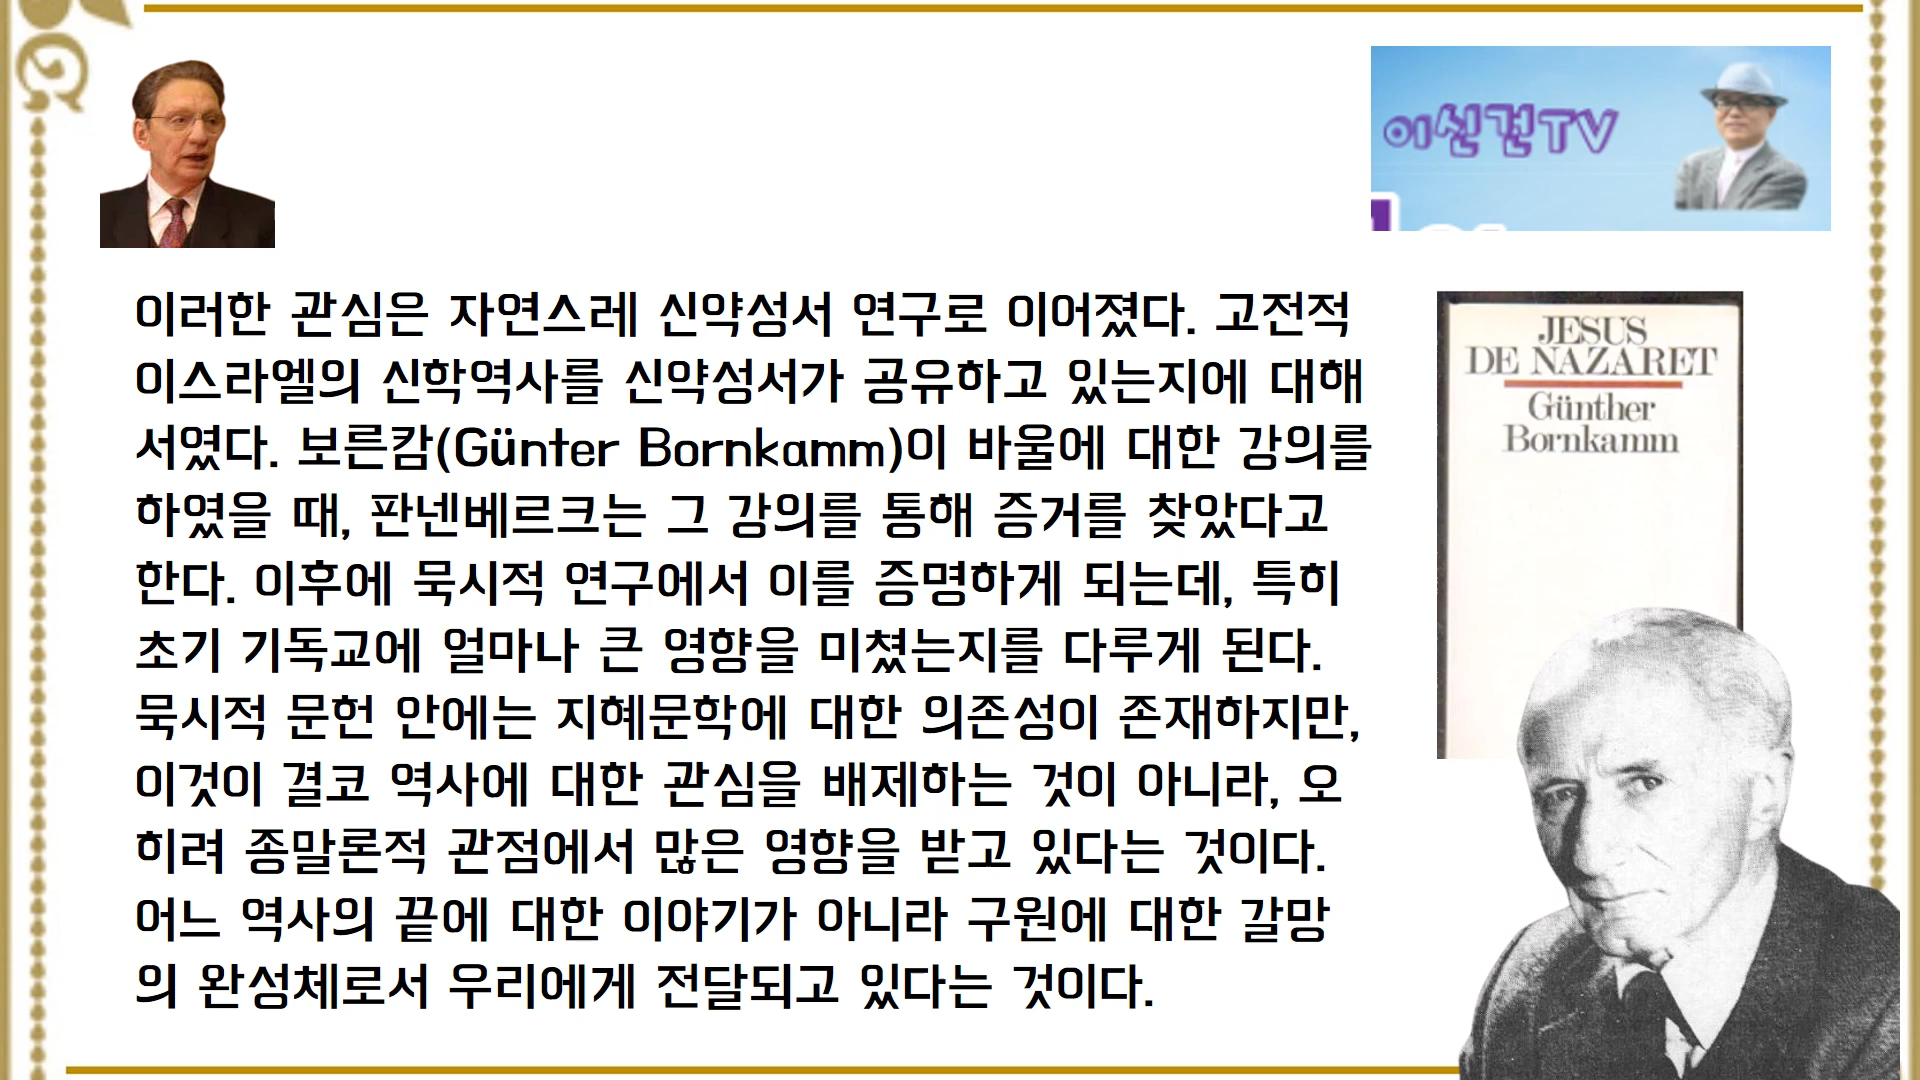 이신건TV
이러한 관심은 자연스레 신약성서 연구로 이어졌다. 고전적
이스라엘의 신학역사를 신약성서가 공유하고 있는지에 대해
서였다. 보른캄(Günter Bornkamm)이 바울에 대한 강의를
하였을 때, 판넨베르크는 그 강의를 통해 증거를 찾았다고
한다. 이후에 묵시적 연구에서 이를 증명하게 되는데, 특히
초기 기독교에 얼마나 큰 영향을 미쳤는지를 다루게 된다.
묵시적 문헌 안에는 지혜문학에 대한 의존성이 존재하지만,
이것이 결코 역사에 대한 관심을 배제하는 것이 아니라, 오
히려 종말론적 관점에서 많은 영향을 받고 있다는 것이다.
어느 역사의 끝에 대한 이야기가 아니라 구원에 대한 갈망
의 완성체로서 우리에게 전달되고 있다는 것이다.
JESUS
DE NAZARET
Günther
Bornkamm